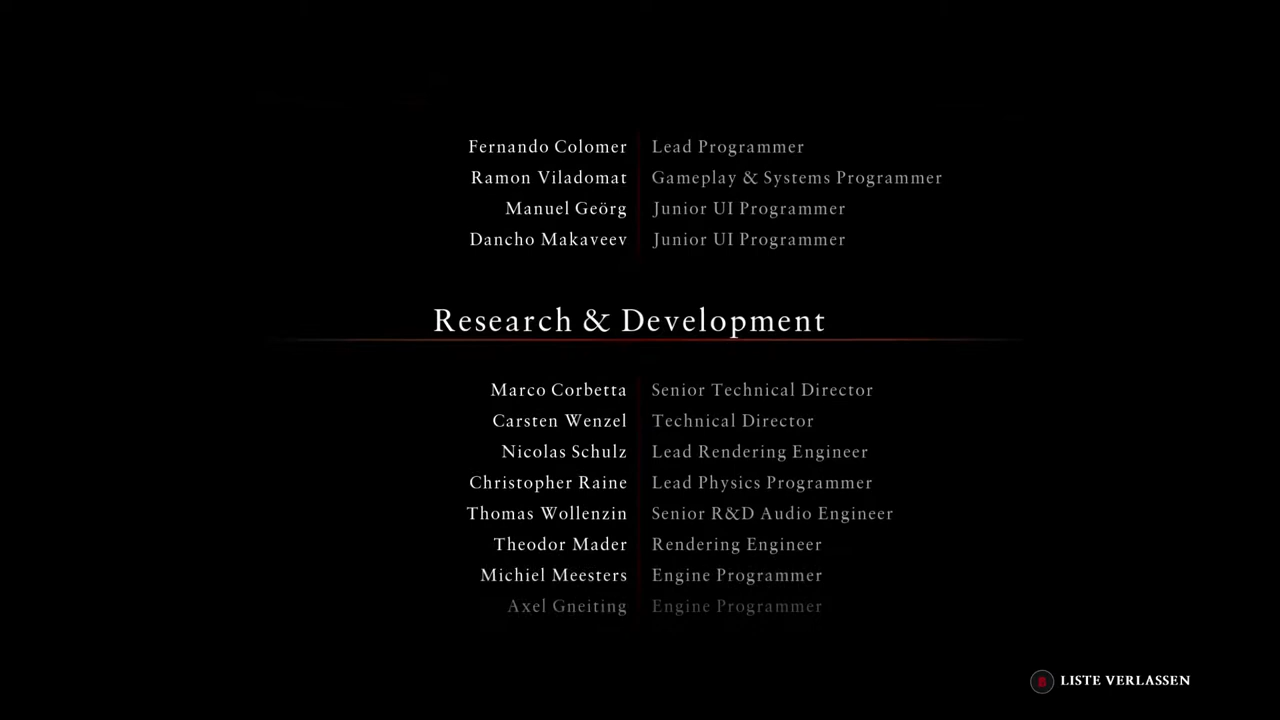 Fernando Colomer Lead Programmer
Ramon Viladomat Gameplay & Systems Programmer
Manuel Geörg Junior UI Programmer
Dancho Makaveev Junior UI Programmer
Research & Development
Marco Corbetta Senior Technical Director
Carsten Wenzel Technical Director
Nicolas Schulz Lead Rendering Engineer
Christopher Raine Lead Physics Programmer
Thomas Wollenzin Senior R&D Audio Engineer
Theodor Mader Rendering Engineer
Michiel Meesters Engine Programmer
Axel Gneiting Engine Programmer
B LISTE VERLASSEN